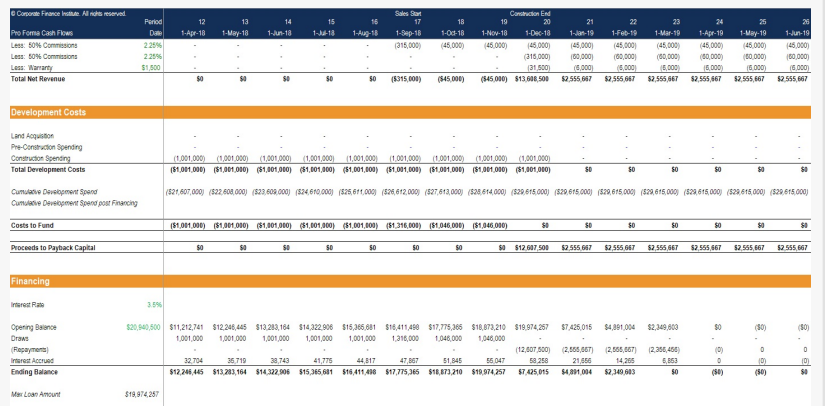 © Corporate Finance Institute. All rights reserved. Sales Start Construction End
Period 12 13 14 15 16 17 18 19 20 21 22 23 24 25 26
Pro Forma Cash Flows Date 1-Apr-18 1-May-18 1-Jun-18 1-Jul-18 1-Aug-18 1-Sep-18 1-Oct-18 1-Nov-18 1-Dec-18 1-Jan-19 1-Feb-19 1-Mar-19 1-Apr-19 1-May-19 1-Jun-19
Less: 50% Commissions 2.25% - - - - - (315,000) (45,000) (45,000) (45,000) (45,000) (45,000) (45,000) (45,000) (45,000) (45,000)
Less: 50% Commissions 2.25% - - - - - - - - (315,000) (60,000) (60,000) (60,000) (60,000) (60,000) (60,000)
Less: Warranty $1,500 - - - - - - - - (31,500) (6,000) (6,000) (6,000) (6,000) (6,000) (6,000)
Total Net Revenue $0 $0 $0 $0 $0 ($315,000) ($45,000) ($45,000) $13,608,500 $2,555,667 $2,555,667 $2,555,667 $2,555,667 $2,555,667 $2,555,667
Development Costs
Land Acquisition - - - - - - - - - - - - - - -
Pre-Construction Spending - - - - - - - - - - - - - - -
Construction Spending (1,001,000) (1,001,000) (1,001,000) (1,001,000) (1,001,000) (1,001,000) (1,001,000) (1,001,000) (1,001,000) - - - - - -
Total Development Costs ($1,001,000) ($1,001,000) ($1,001,000) ($1,001,000) ($1,001,000) ($1,001,000) ($1,001,000) ($1,001,000) ($1,001,000) $0 $0 $0 $0 $0 $0
Cumulative Development Spend ($21,607,000) ($22,608,000) ($23,609,000) ($24,610,000) ($25,611,000) ($26,612,000) ($27,613,000) ($28,614,000) ($29,615,000) ($29,615,000) ($29,615,000) ($29,615,000) ($29,615,000) ($29,615,000) ($29,615,000)
Cumulative Development Spend post Financing
Costs to Fund ($1,001,000) ($1,001,000) ($1,001,000) ($1,001,000) ($1,001,000) ($1,316,000) ($1,046,000) ($1,046,000) $0 $0 $0 $0 $0 $0 $0
Proceeds to Payback Capital $0 $0 $0 $0 $0 $0 $0 $0 $12,607,500 $2,555,667 $2,555,667 $2,555,667 $2,555,667 $2,555,667 $2,555,667
Financing
Interest Rate 3.5%
Opening Balance $20,940,500 $11,212,741 $12,246,445 $13,283,164 $14,322,906 $15,365,681 $16,411,498 $17,775,365 $18,873,210 $19,974,257 $7,425,015 $4,891,004 $2,349,603 $0 ($0) ($0)
Draws 1,001,000 1,001,000 1,001,000 1,001,000 1,001,000 1,316,000 1,046,000 1,046,000 - - - - - - -
(Repayments) - - - - - - - - (12,607,500) (2,555,667) (2,555,667) (2,356,456) (0) 0 0
Interest Accrued 32,704 35,719 38,743 41,775 44,817 47,867 51,845 55,047 58,258 21,656 14,265 6,853 0 (0) (0)
Ending Balance $12,246,445 $13,283,164 $14,322,906 $15,365,681 $16,411,498 $17,775,365 $18,873,210 $19,974,257 $7,425,015 $4,891,004 $2,349,603 $0 ($0) ($0) $0
Max Loan Amount $19,974,257